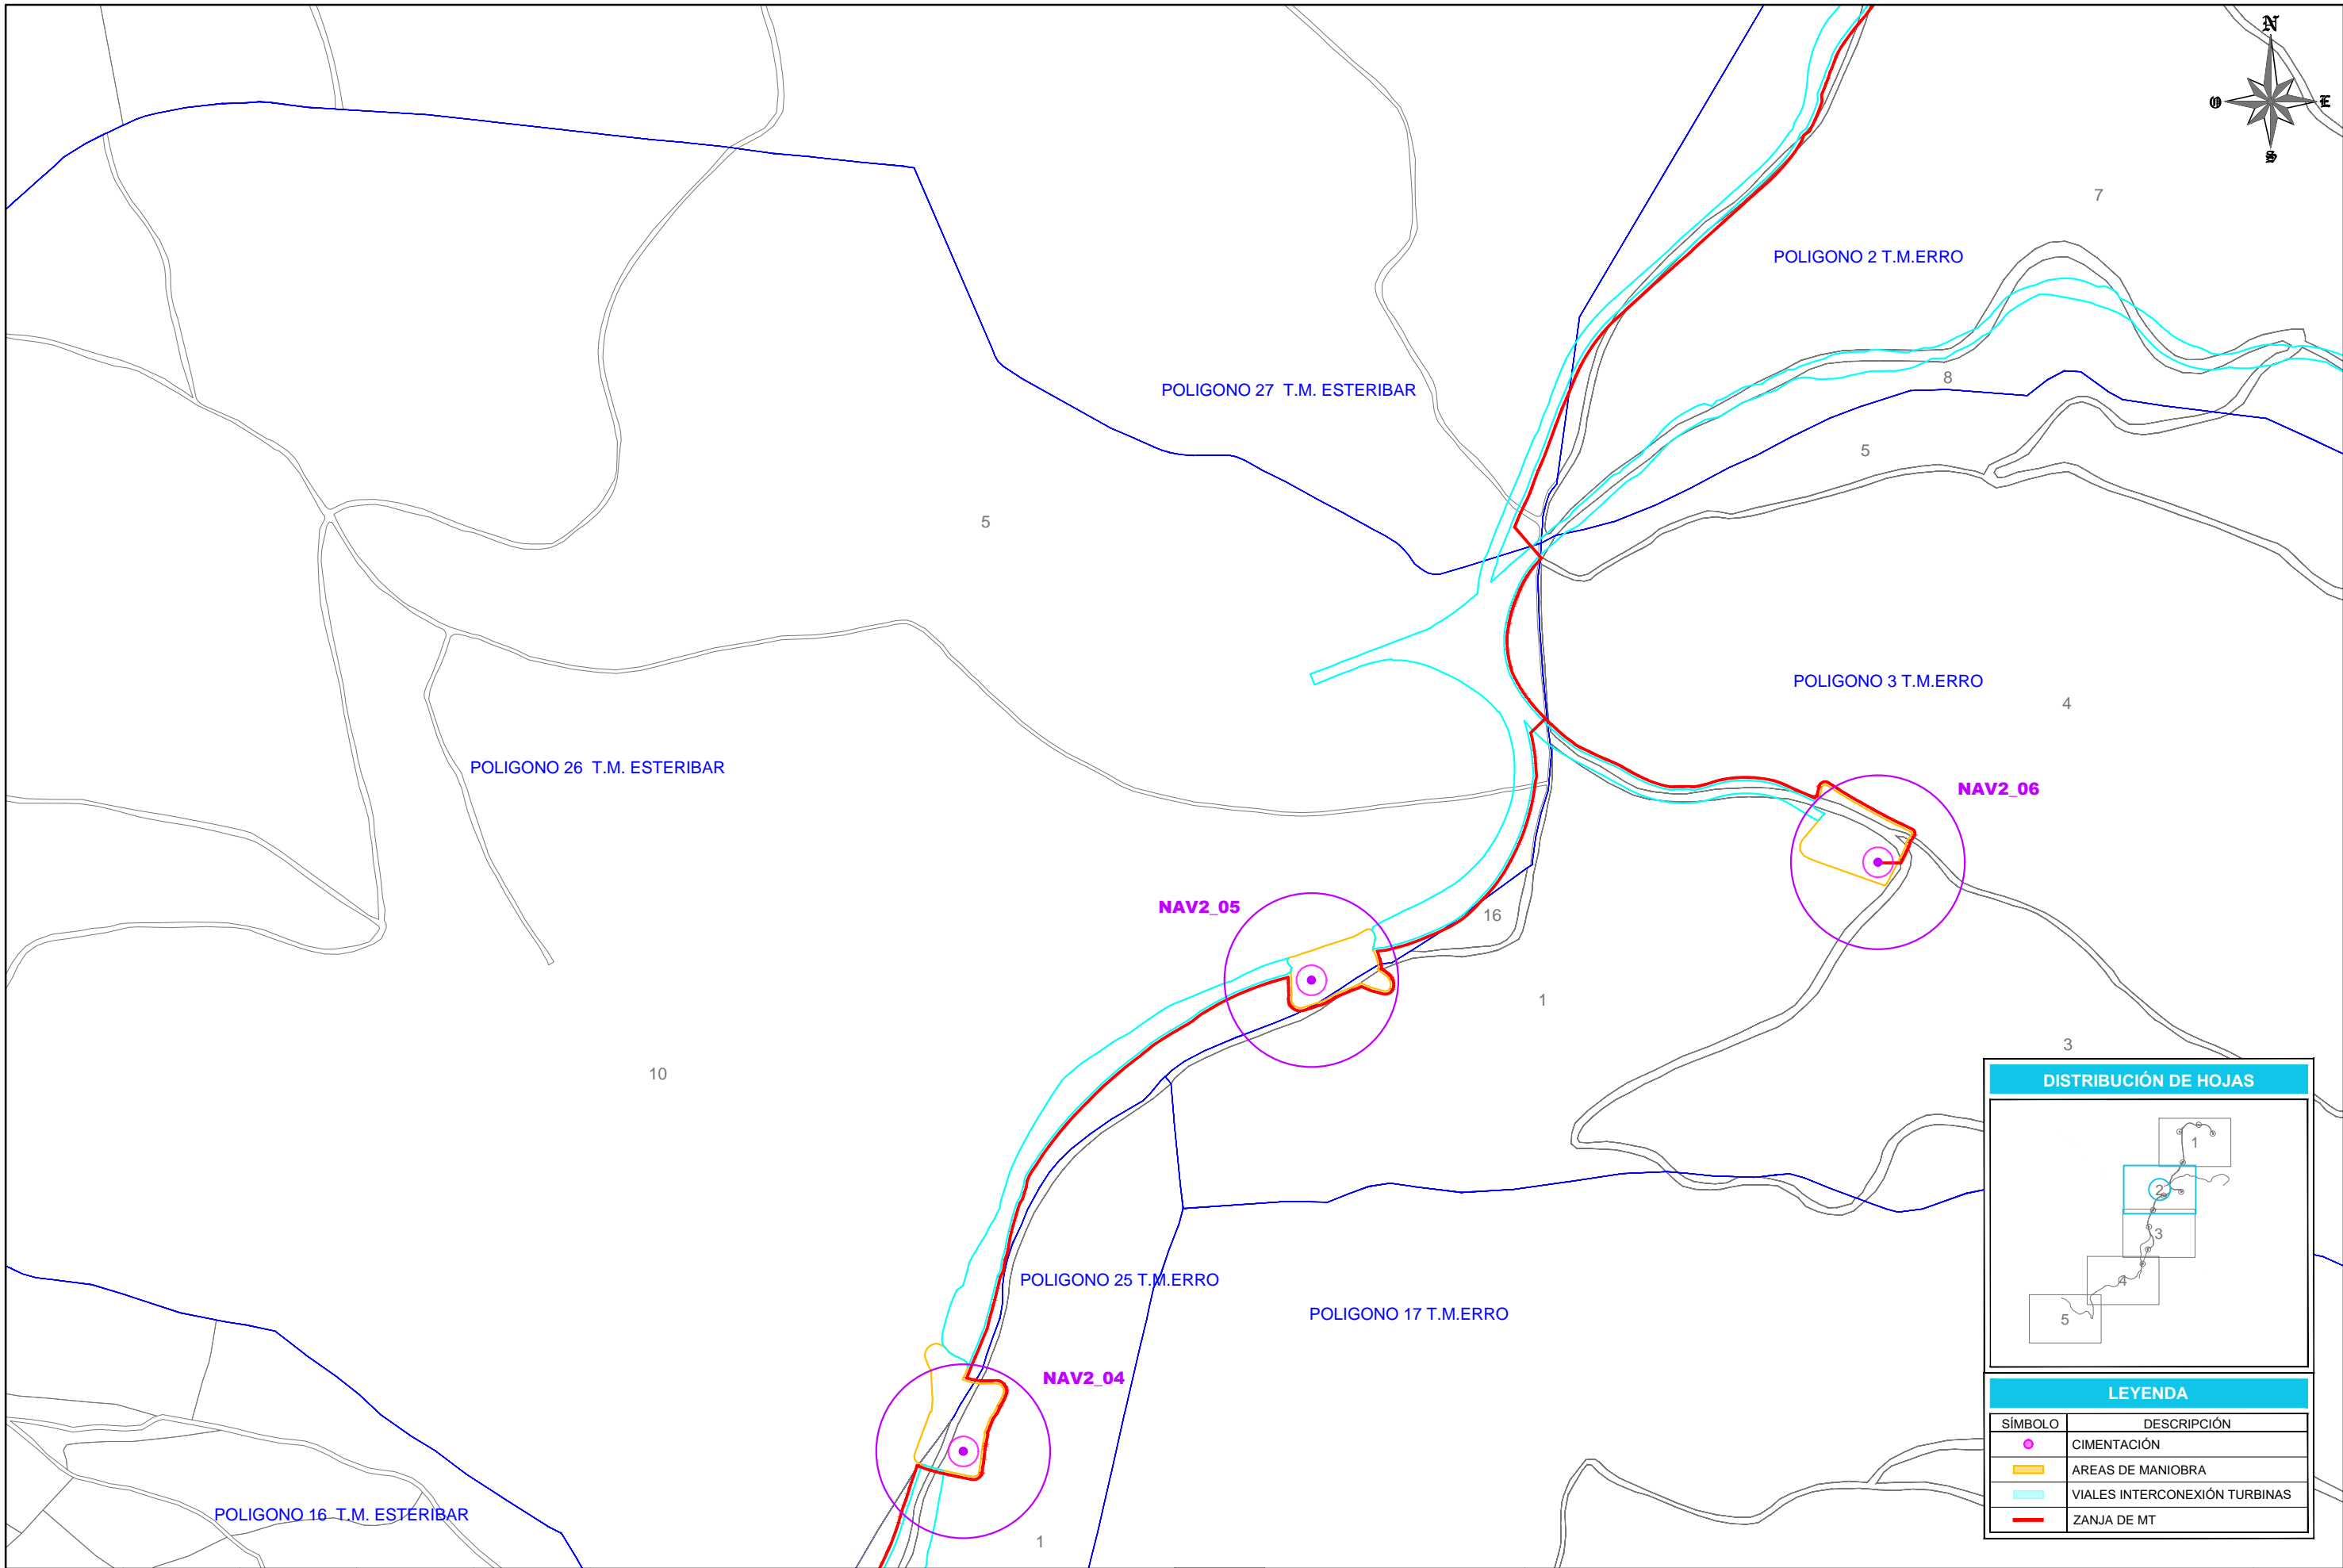 N
O E
S
7
POLIGONO 2 T.M.ERRO
8
POLIGONO 27 T.M. ESTERIBAR
5
5
POLIGONO 3 T.M.ERRO
4
POLIGONO 26 T.M. ESTERIBAR
NAV2_06
NAV2_05
16
1
3
10
DISTRIBUCIÓN DE HOJAS
1
2
3
4
5
POLIGONO 25 T.M.ERRO
POLIGONO 17 T.M.ERRO
NAV2_04
LEYENDA
SÍMBOLO DESCRIPCIÓN
CIMENTACIÓN
AREAS DE MANIOBRA
VIALES INTERCONEXIÓN TURBINAS
ZANJA DE MT
POLIGONO 16 T.M. ESTERIBAR
1